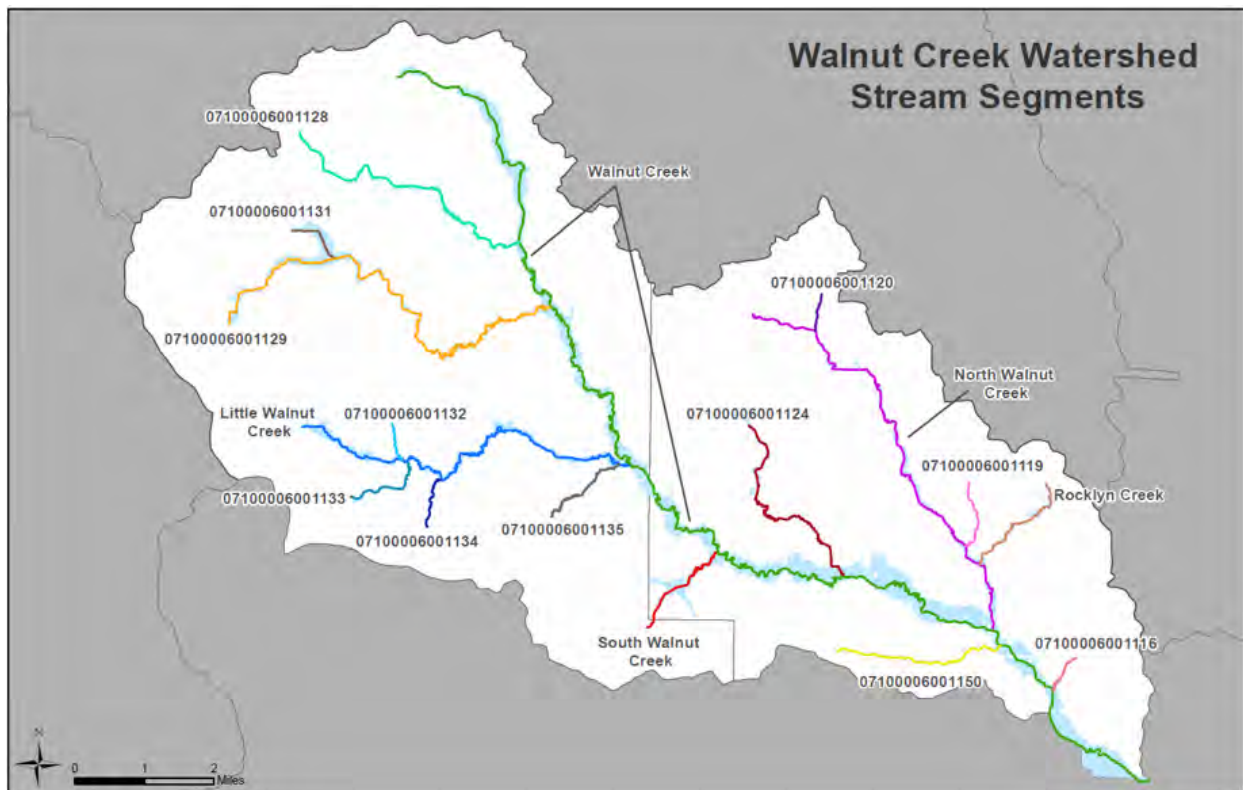 Walnut Creek Watershed
Stream Segments
07100006001128
Walnut Creek
07100006001131
07100006001120
07100006001129
North Walnut
Creek
Little Walnut
Creek
07100006001132
07100006001124
07100006001119
07100006001133
Rocklyn Creek
07100006001134
07100006001135
South Walnut
Creek
07100006001116
07100006001150
N
0 1 2
Miles